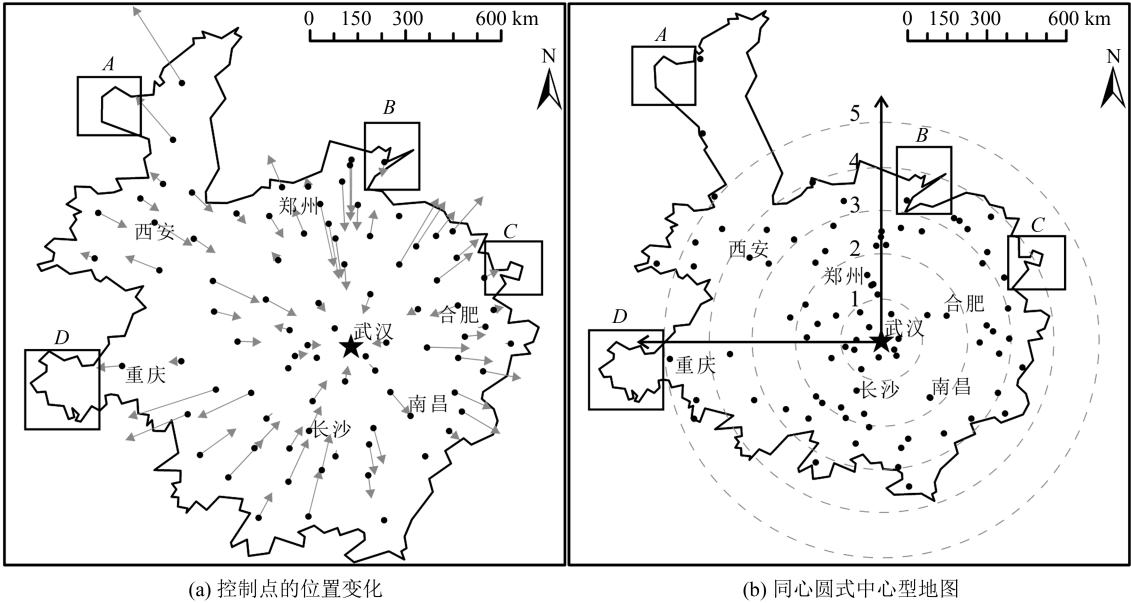 0 150 300 600 km
N
A
B
C
D
西安
郑州
合肥
武汉
重庆
南昌
长沙
(a) 控制点的位置变化
0 150 300 600 km
N
A
B
C
D
5
4
3
2
1
西安
郑州
合肥
武汉
重庆
长沙
南昌
(b) 同心圆式中心型地图